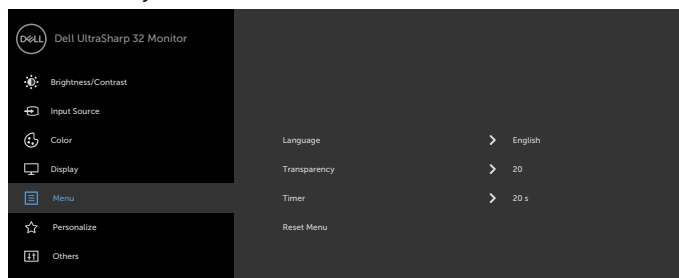 DELL Dell UltraSharp 32 Monitor
Brightness/Contrast
Input Source
Color
Language English
Display
Transparency 20
Menu
Timer 20 s
Personalize
Reset Menu
Others